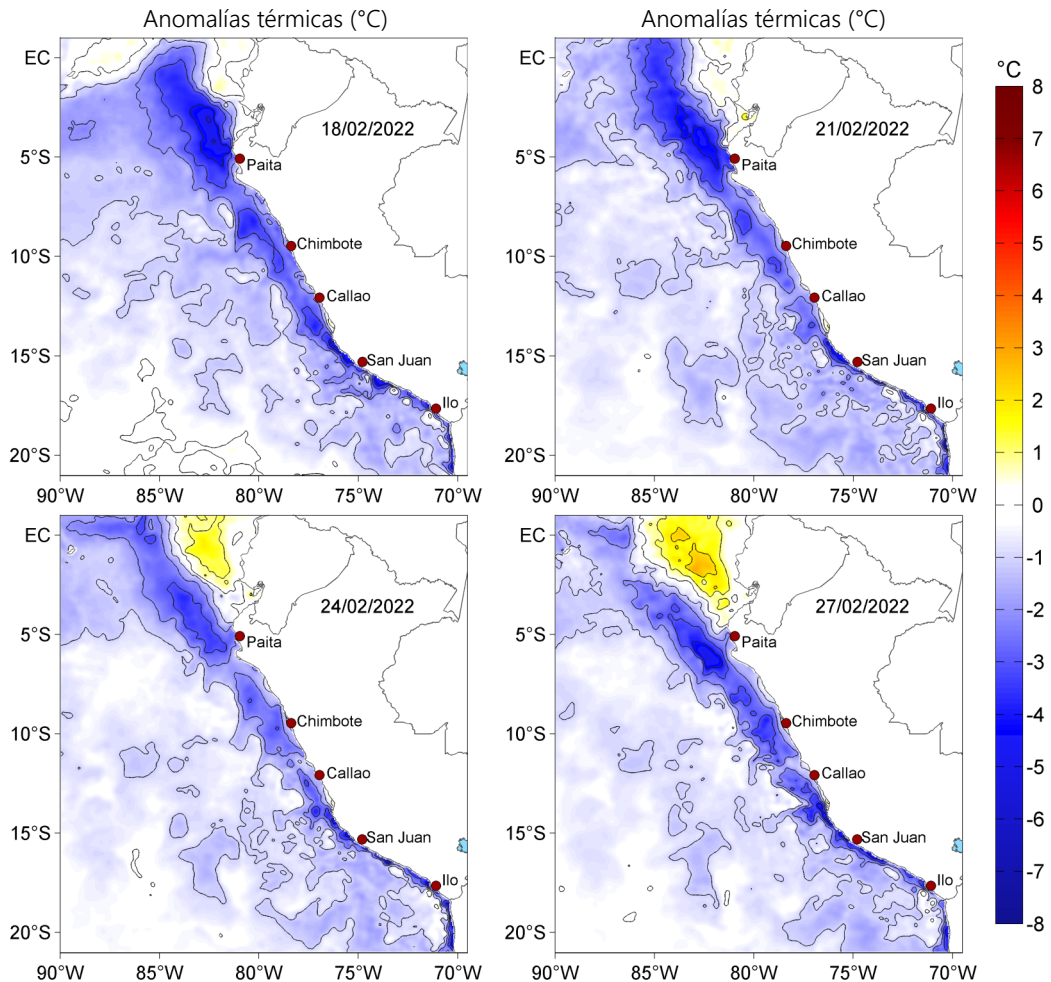 Anomalías térmicas (°C)
Anomalías térmicas (°C)
EC
5°S
10°S
15°S
20°S
90°W
85°W
80°W
75°W
70°W
18/02/2022
Paita
Chimbote
Callao
San Juan
Ilo
EC
5°S
10°S
15°S
20°S
90°W
85°W
80°W
75°W
70°W
21/02/2022
Paita
Chimbote
Callao
San Juan
Ilo
°C
8
7
6
5
4
3
2
1
0
-1
-2
-3
-4
-5
-6
-7
-8
EC
5°S
10°S
15°S
20°S
90°W
85°W
80°W
75°W
70°W
24/02/2022
Paita
Chimbote
Callao
San Juan
Ilo
EC
5°S
10°S
15°S
20°S
90°W
85°W
80°W
75°W
70°W
27/02/2022
Paita
Chimbote
Callao
San Juan
Ilo